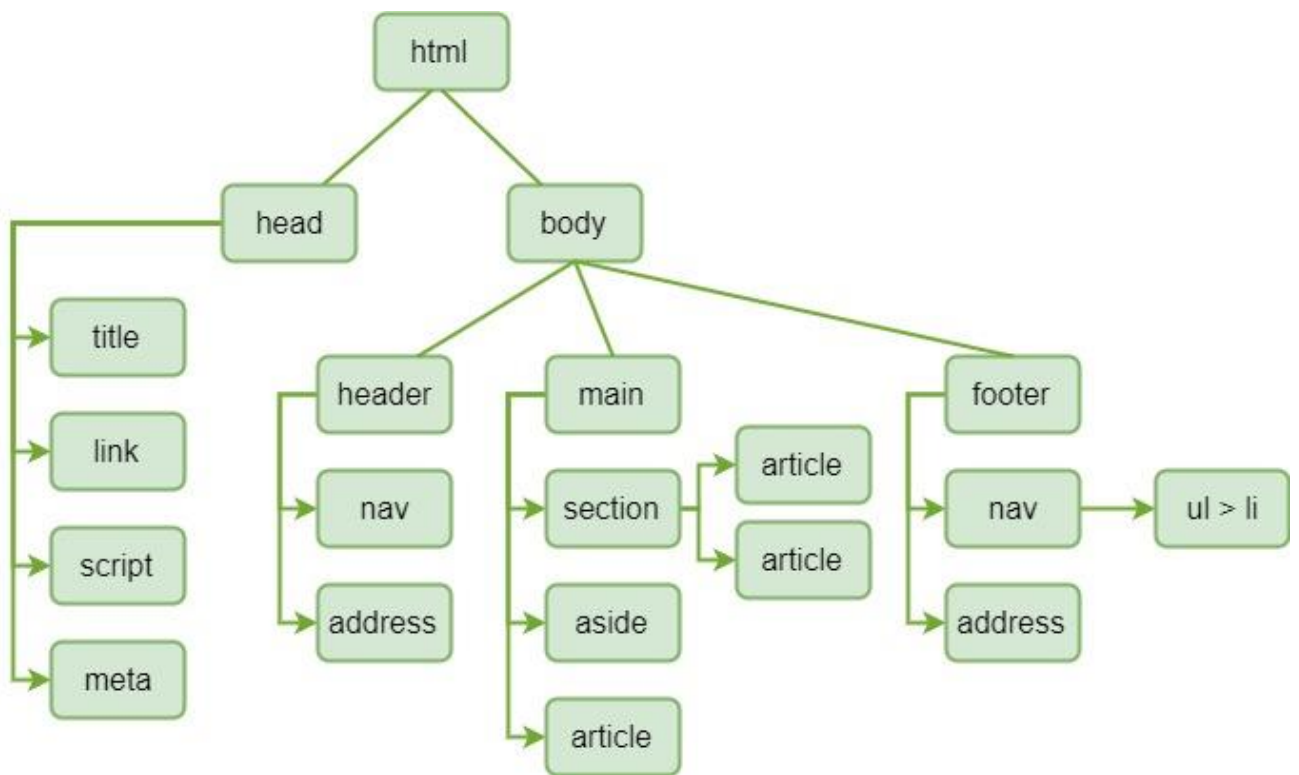 html
head
body
title
header
main
footer
link
article
nav
section
nav
ul > li
script
article
address
aside
address
meta
article